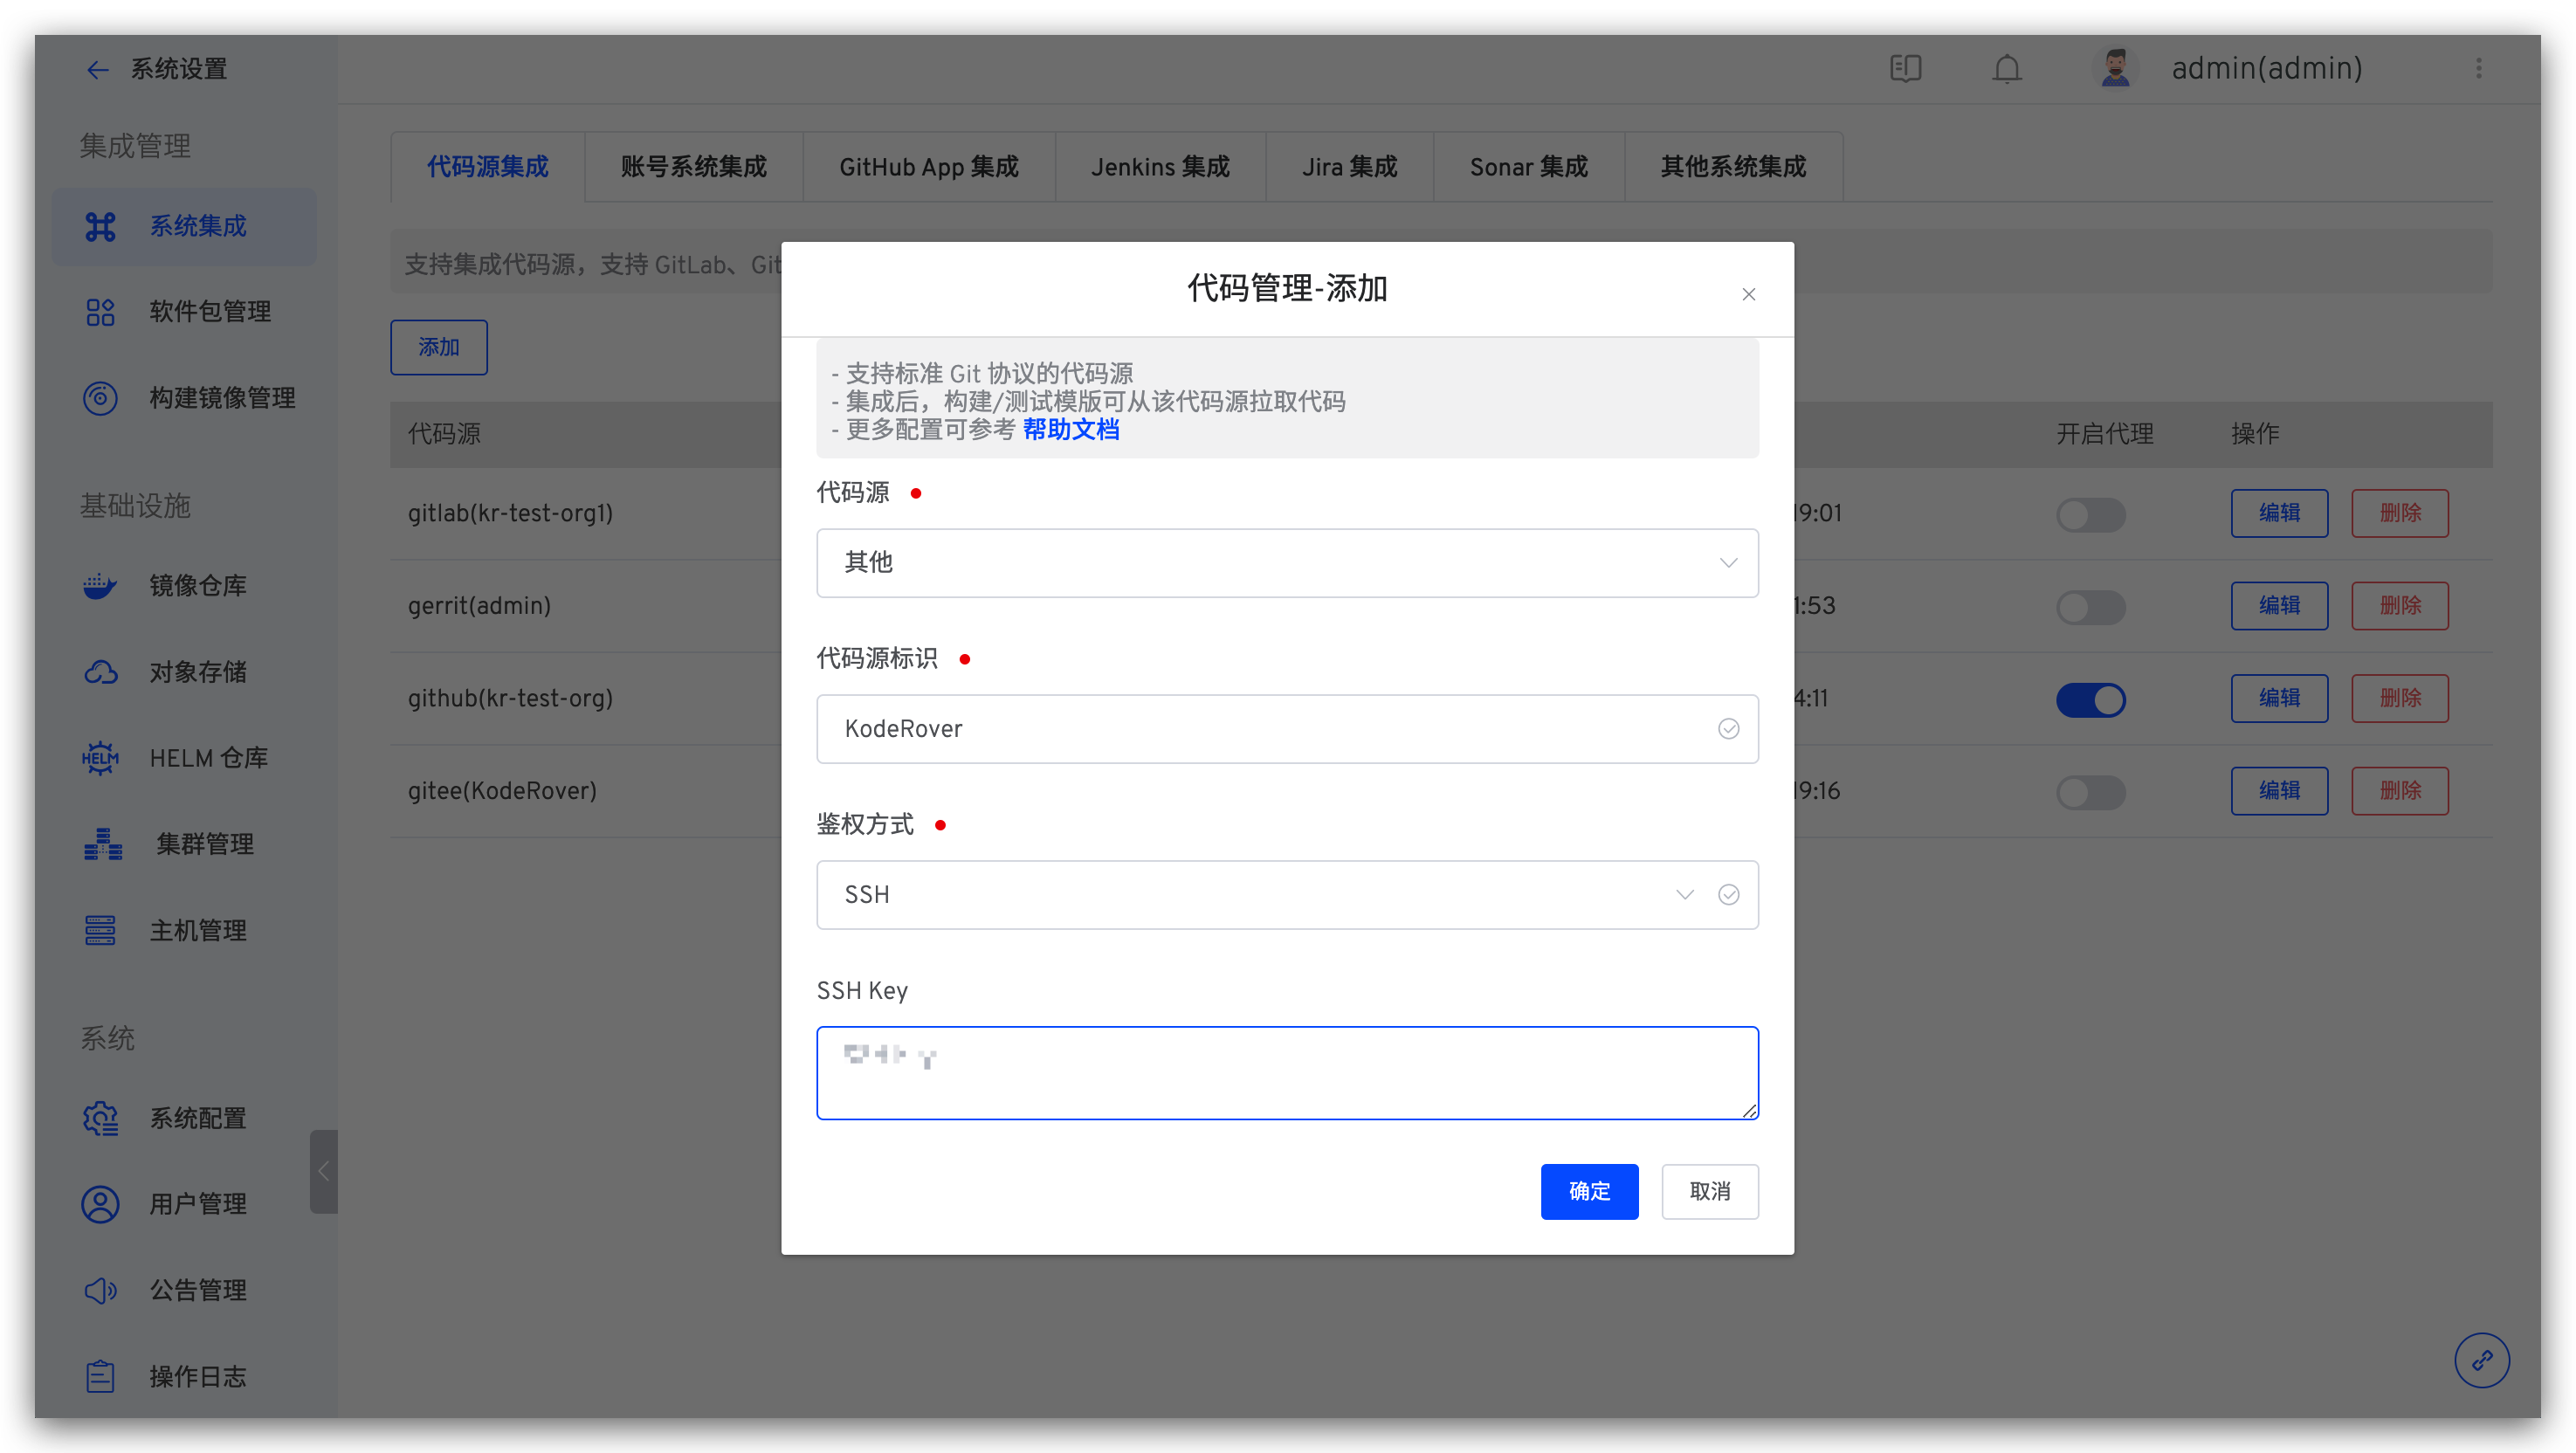 系统设置
admin(admin)
集成管理
系统集成
软件包管理
构建镜像管理
基础设施
镜像仓库
对象存储
HELM
HELM 仓库
集群管理
主机管理
系统
系统配置
用户管理
公告管理
操作日志
代码源集成
账号系统集成
GitHub App 集成
Jenkins 集成
Jira 集成
Sonar 集成
其他系统集成
支持集成代码源，支持 GitLab、Git
添加
代码源
开启代理
操作
gitlab(kr-test-org1)
19:01
编辑
删除
gerrit(admin)
1:53
编辑
删除
github(kr-test-org)
4:11
编辑
删除
gitee(KodeRover)
19:16
编辑
删除
代码管理-添加
- 支持标准 Git 协议的代码源
- 集成后，构建/测试模版可从该代码源拉取代码
- 更多配置可参考 帮助文档
代码源
其他
代码源标识
KodeRover
鉴权方式
SSH
SSH Key
确定
取消